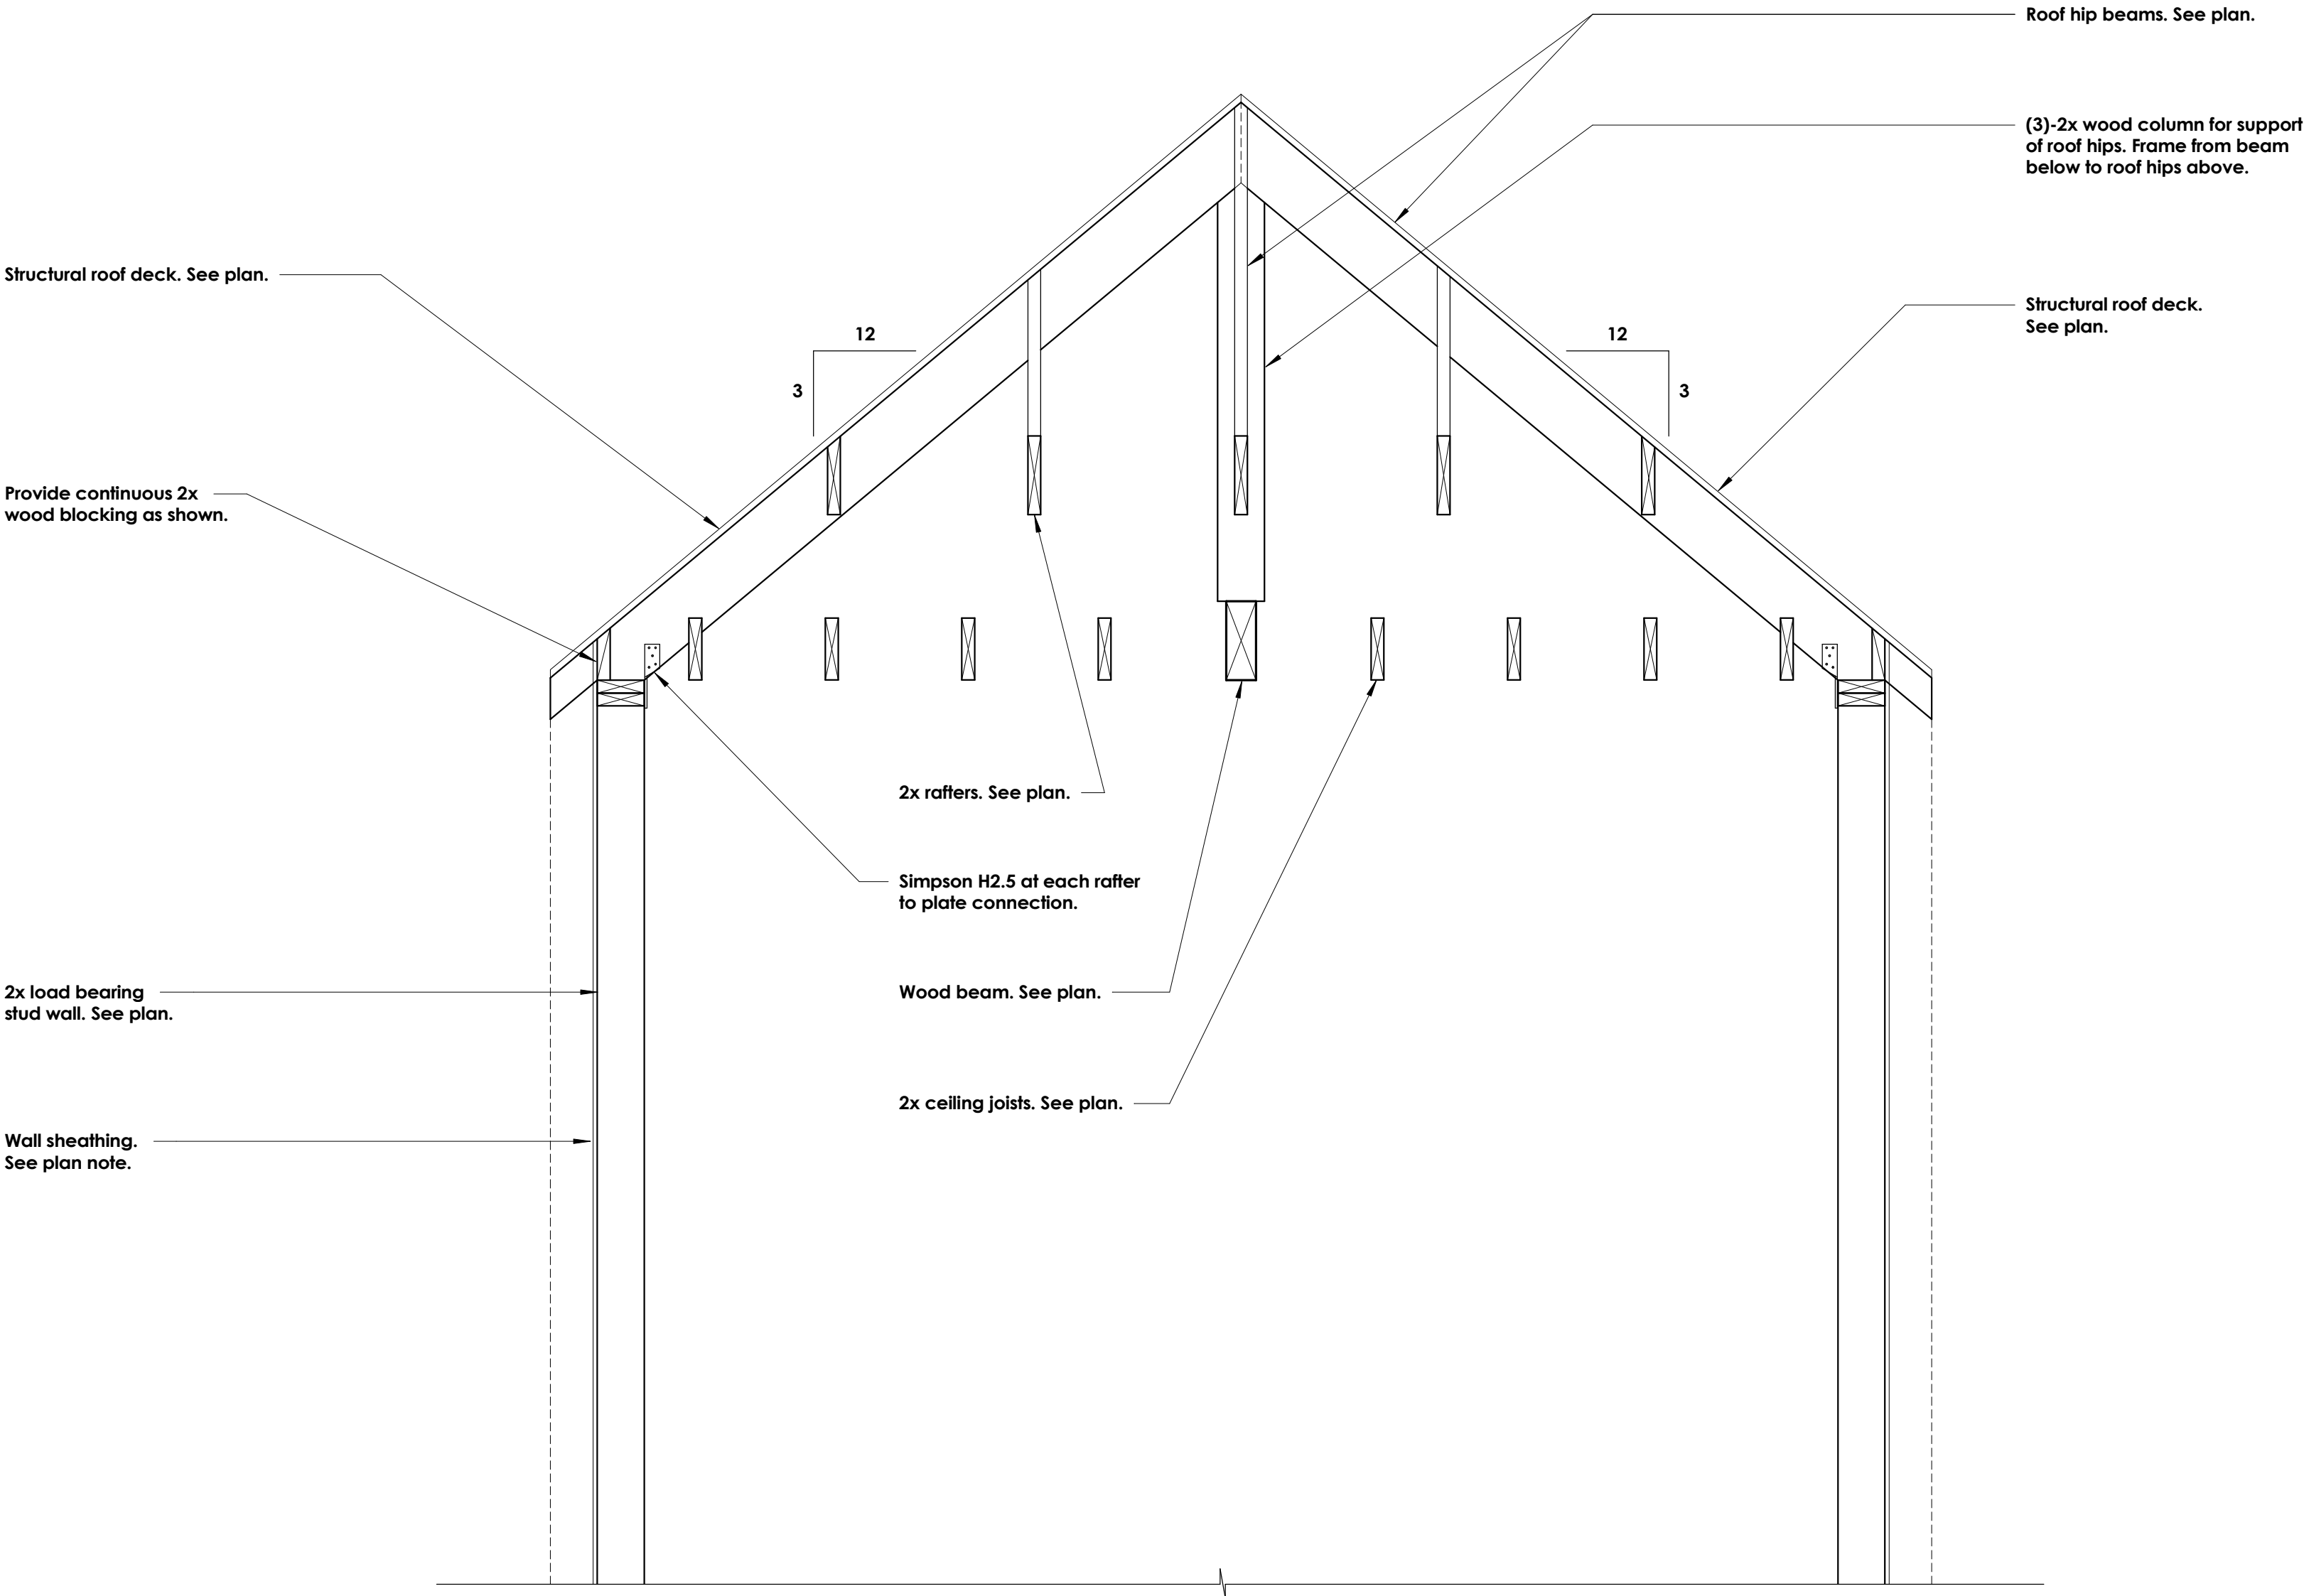 Roof hip beams. See plan.
(3)-2x wood column for support
of roof hips. Frame from beam
below to roof hips above.
Structural roof deck. See plan.
Structural roof deck.
See plan.
12
3
12
3
Provide continuous 2x
wood blocking as shown.
2x rafters. See plan.
Simpson H2.5 at each rafter
to plate connection.
2x load bearing
stud wall. See plan.
Wood beam. See plan.
2x ceiling joists. See plan.
Wall sheathing.
See plan note.